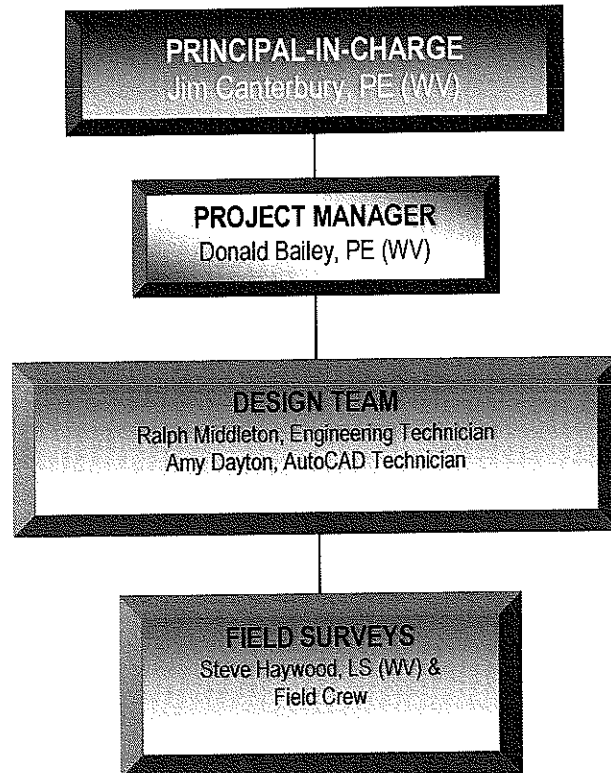 PRINCIPAL-IN-CHARGE
Jim Canterbury, PE (WV)
PROJECT MANAGER
Donald Bailey, PE (WV)
DESIGN TEAM
Ralph Middleton, Engineering Technician
Amy Dayton, AutoCAD Technician
FIELD SURVEYS
Steve Haywood, LS (WV) &
Field Crew